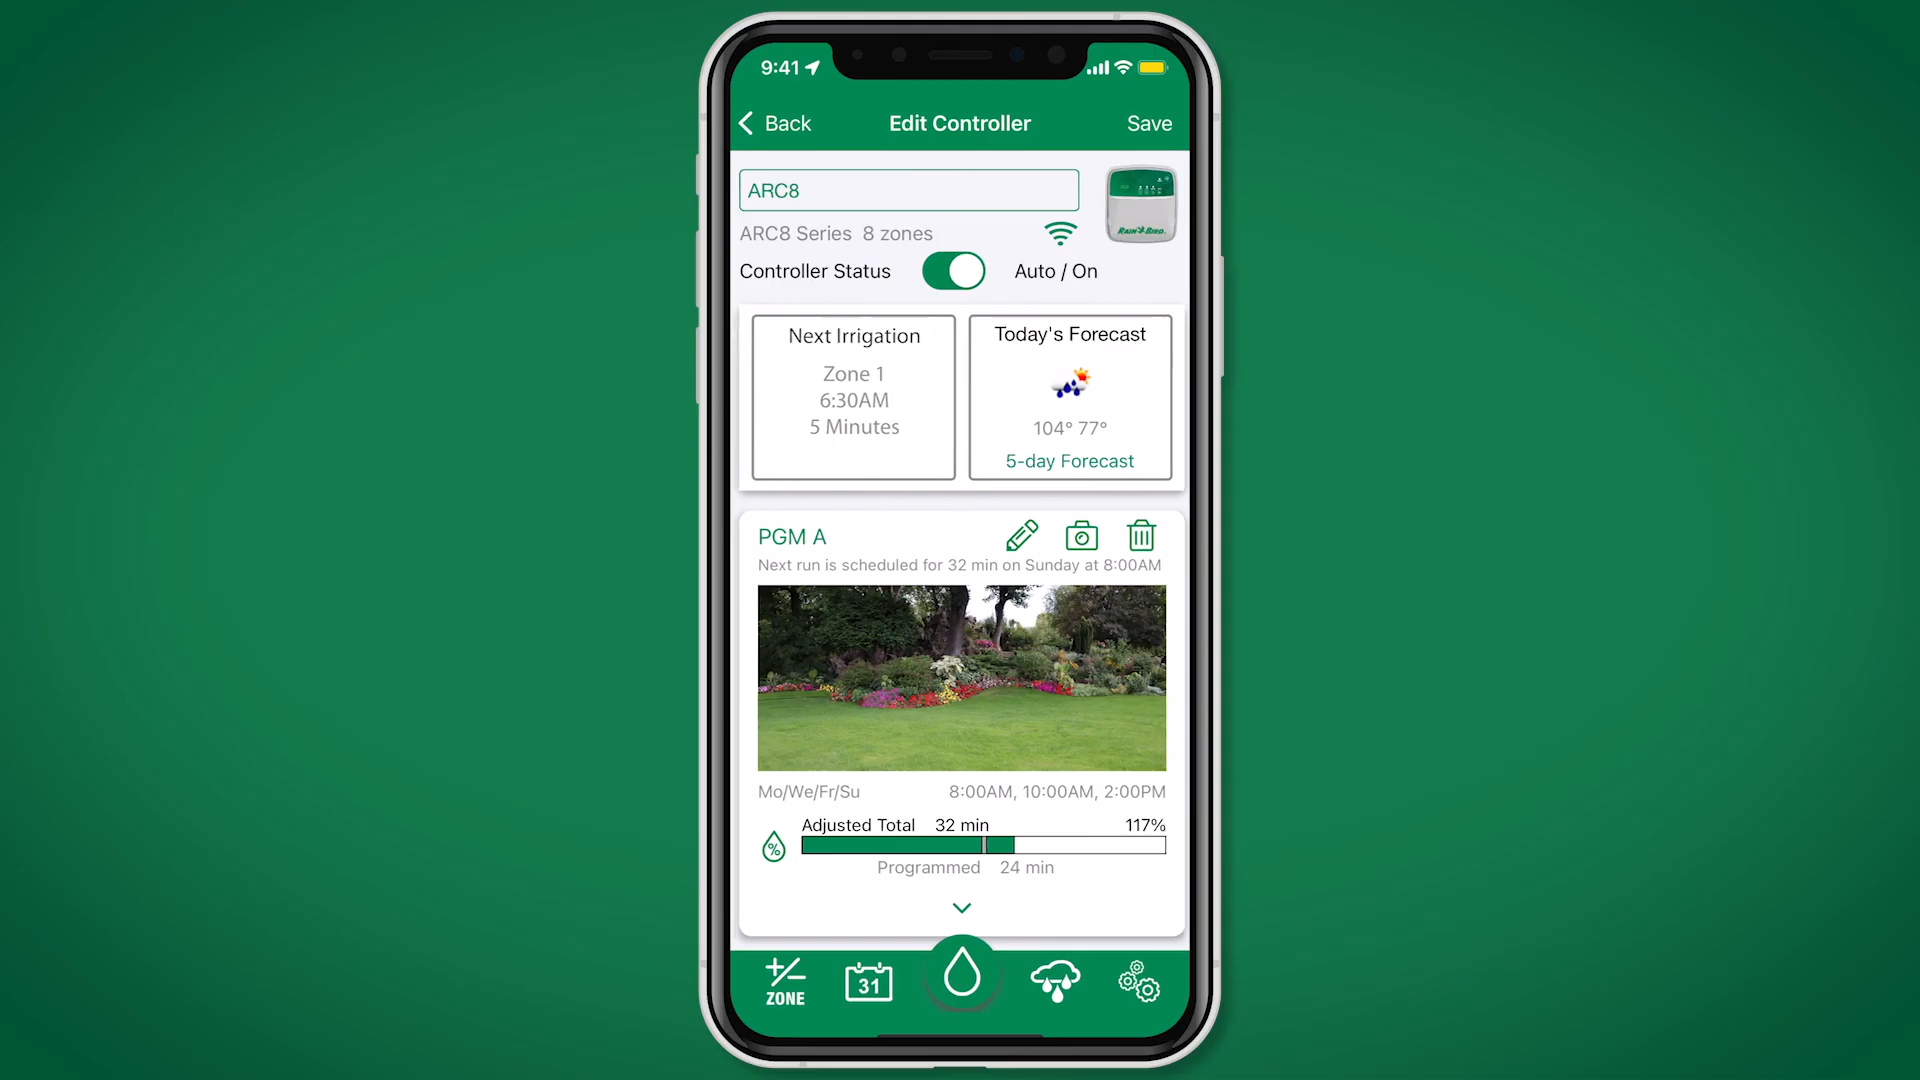 9:41
Back
Edit Controller
Save
ARC8
ARC8 Series 8 zones
RAIN BIRD
Controller Status
Auto / On
Next Irrigation
Zone 1
6:30AM
5 Minutes
Today's Forecast
104° 77°
5-day Forecast
PGM A
Next run is scheduled for 32 min on Sunday at 8:00AM
Mo/We/Fr/Su
8:00AM, 10:00AM, 2:00PM
Adjusted Total 32 min 117%
%
Programmed 24 min
+/− ZONE
31